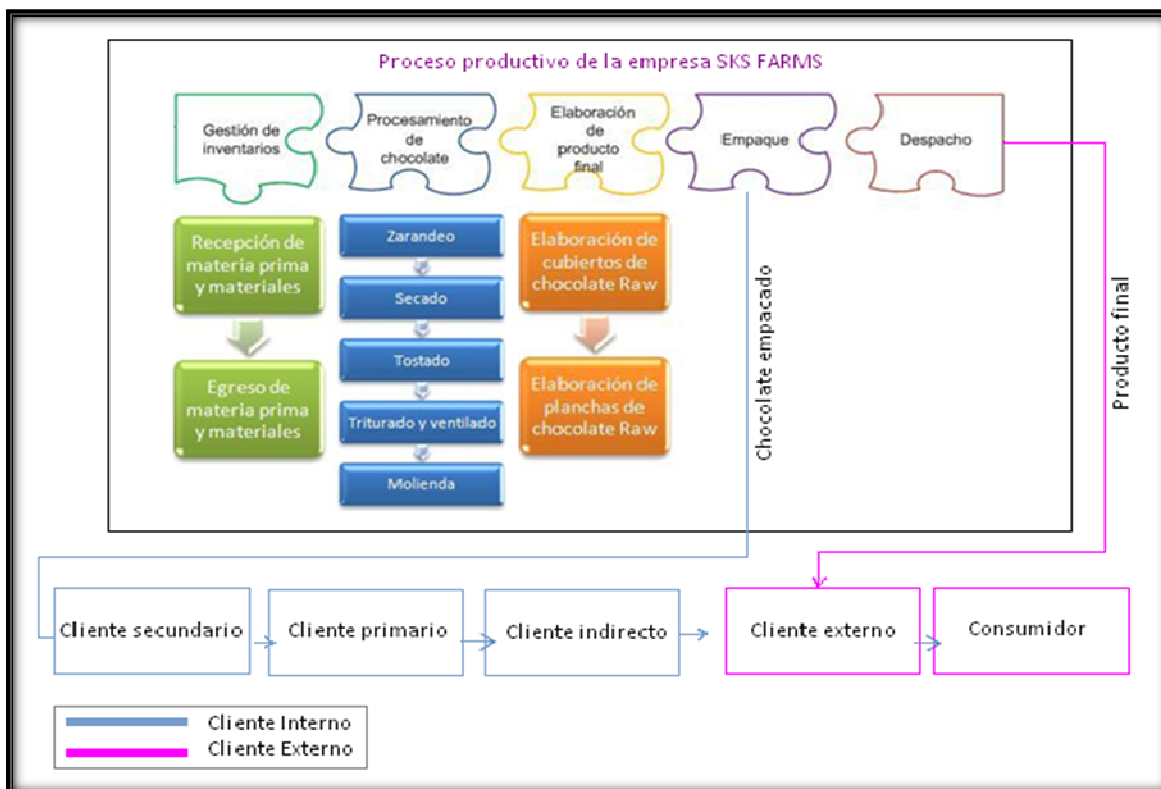 Proceso productivo de la empresa SKS FARMS
Gestión de
inventarios
Procesamiento
de
chocolate
Elaboración
de
producto
final
Empaque
Despacho
Recepción de
materia prima
y materiales
Egreso de
materia prima
y materiales
Zarandeo
Secado
Tostado
Triturado y ventilado
Molienda
Elaboración de
cubiertos de
chocolate Raw
Elaboración de
planchas de
chocolate Raw
Chocolate empacado
Producto final
Cliente secundario
Cliente primario
Cliente indirecto
Cliente externo
Consumidor
Cliente Interno
Cliente Externo